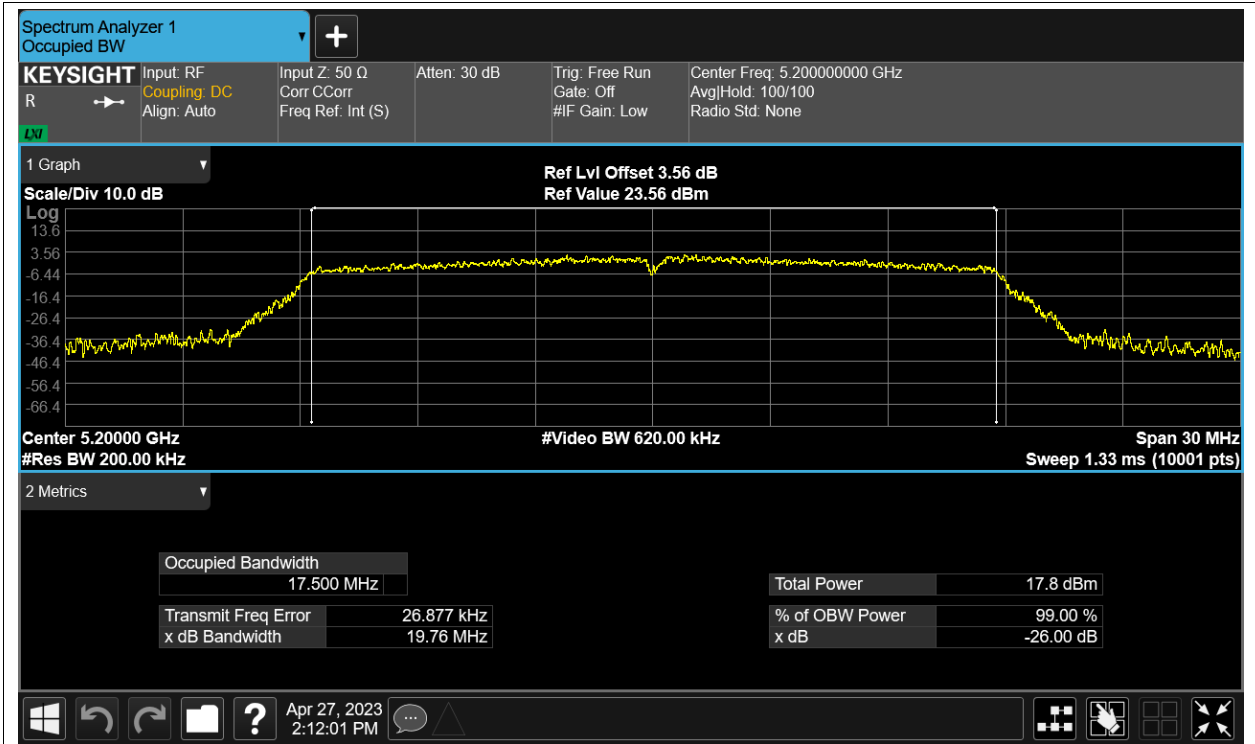 Spectrum Analyzer 1
Occupied BW
KEYSIGHT
R
LXI
Input: RF
Coupling: DC
Align: Auto
Input Z: 50 Ω
Corr CCorr
Freq Ref: Int (S)
Atten: 30 dB
Trig: Free Run
Gate: Off
#IF Gain: Low
Center Freq: 5.200000000 GHz
Avg|Hold: 100/100
Radio Std: None
1 Graph
Scale/Div 10.0 dB
Ref Lvl Offset 3.56 dB
Ref Value 23.56 dBm
Log
13.6
3.56
-6.44
-16.4
-26.4
-36.4
-46.4
-56.4
-66.4
Center 5.20000 GHz
#Video BW 620.00 kHz
Span 30 MHz
#Res BW 200.00 kHz
Sweep 1.33 ms (10001 pts)
2 Metrics
Occupied Bandwidth
17.500 MHz
Total Power 17.8 dBm
Transmit Freq Error 26.877 kHz
% of OBW Power 99.00 %
x dB Bandwidth 19.76 MHz
x dB -26.00 dB
?
Apr 27, 2023
2:12:01 PM